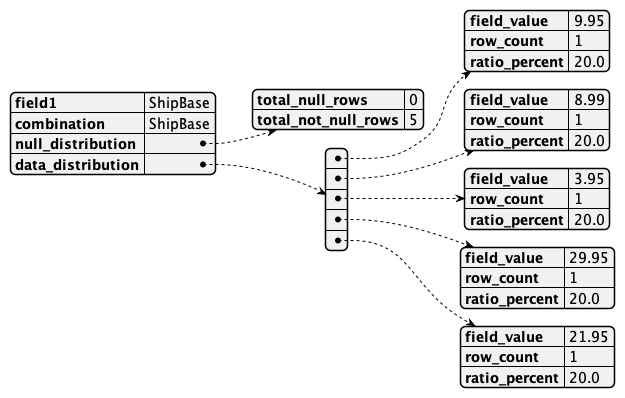 field1 ShipBase
combination ShipBase
null_distribution
data_distribution
total_null_rows 0
total_not_null_rows 5
field_value 9.95
row_count 1
ratio_percent 20.0
field_value 8.99
row_count 1
ratio_percent 20.0
field_value 3.95
row_count 1
ratio_percent 20.0
field_value 29.95
row_count 1
ratio_percent 20.0
field_value 21.95
row_count 1
ratio_percent 20.0